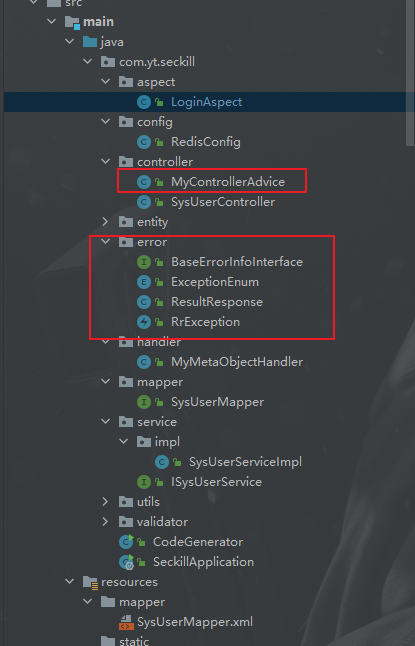 src
main
java
com.yt.seckill
aspect
LoginAspect
config
RedisConfig
controller
MyControllerAdvice
SysUserController
entity
error
BaseErrorInfoInterface
ExceptionEnum
ResultResponse
RrException
handler
MyMetaObjectHandler
mapper
SysUserMapper
service
impl
SysUserServiceImpl
ISysUserService
utils
validator
CodeGenerator
SeckillApplication
resources
mapper
SysUserMapper.xml
static